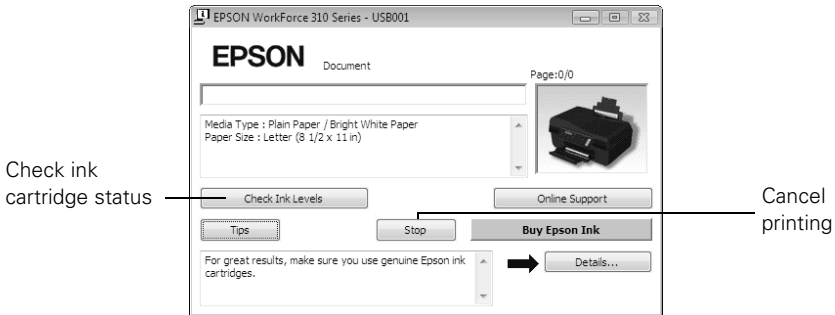 EPSON WorkForce 310 Series - USB001
EPSON
Document
Page:0/0
Media Type : Plain Paper / Bright White Paper
Paper Size : Letter (8 1/2 x 11 in)
Check ink
cartridge status
Check Ink Levels
Online Support
Cancel
printing
Tips
Stop
Buy Epson Ink
For great results, make sure you use genuine Epson ink
cartridges.
Details...